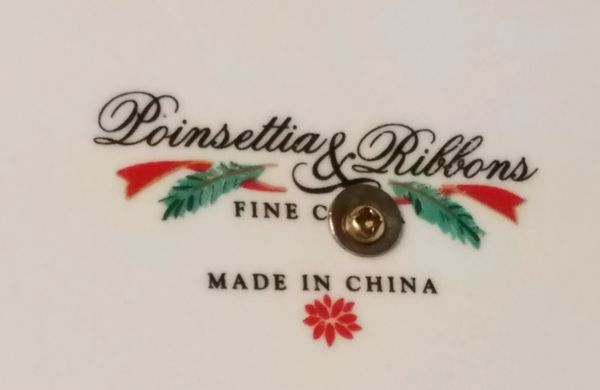 Poinsettia & Ribbons
FINE C
MADE IN CHINA